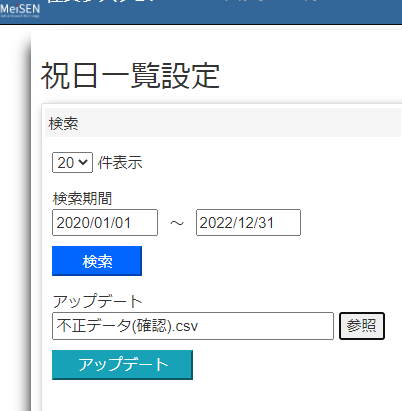 MeiSEN
祝日一覧設定
検索
20 件表示
検索期間
2020/01/01 ～ 2022/12/31
検索
アップデート
不正データ(確認).csv 参照
アップデート